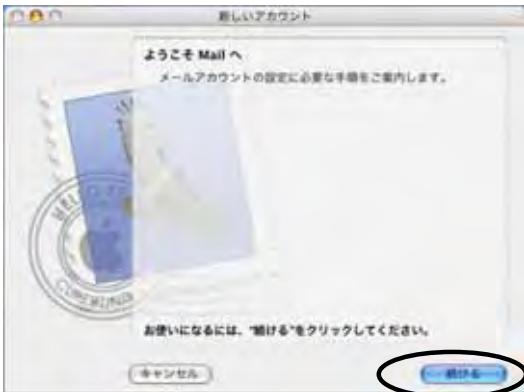 新しいアカウント
ようこそ Mail へ
メールアカウントの設定に必要な手順をご案内します。
お使いになるには、"続ける"をクリックしてください。
キャンセル
続ける